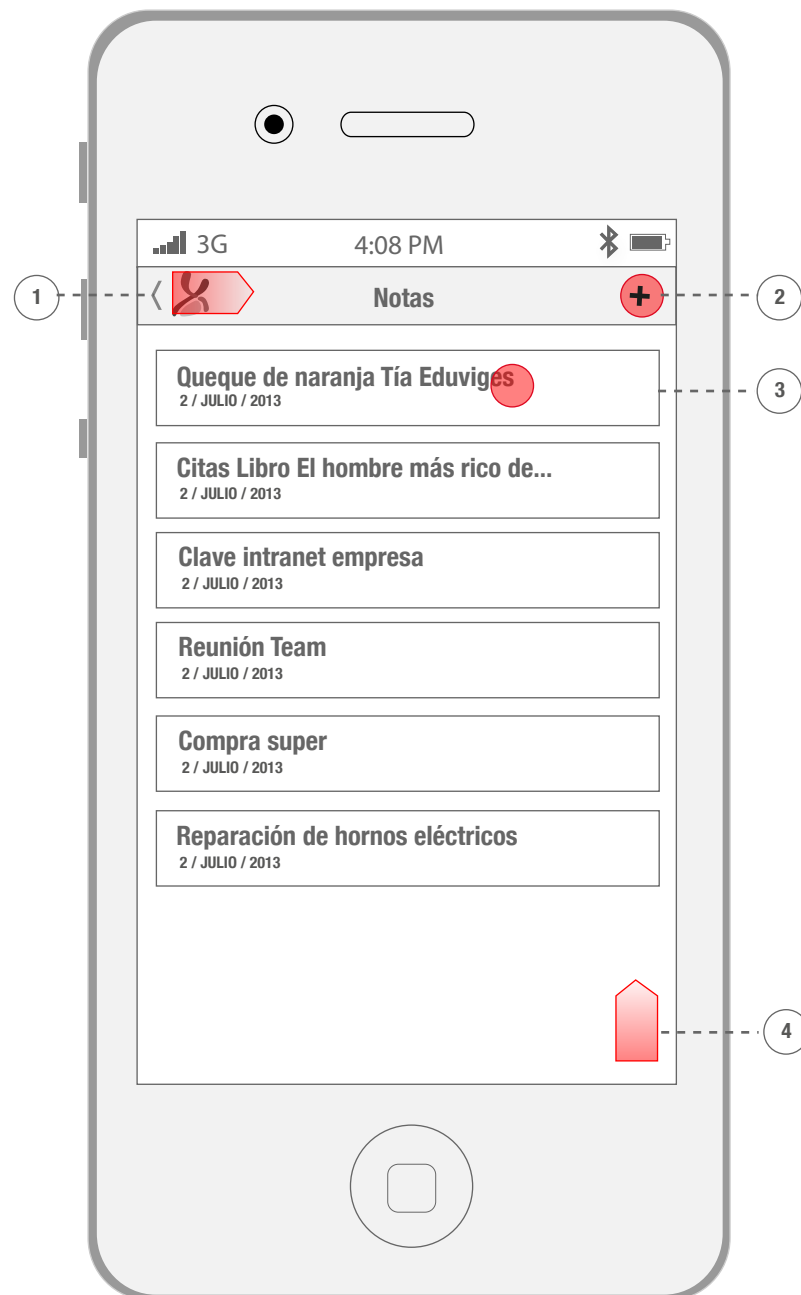 3G 4:08 PM
1 Notas + 2
Queque de naranja Tía Eduviges
2 / JULIO / 2013
3
Citas Libro El hombre más rico de...
2 / JULIO / 2013
Clave intranet empresa
2 / JULIO / 2013
Reunión Team
2 / JULIO / 2013
Compra super
2 / JULIO / 2013
Reparación de hornos eléctricos
2 / JULIO / 2013
4